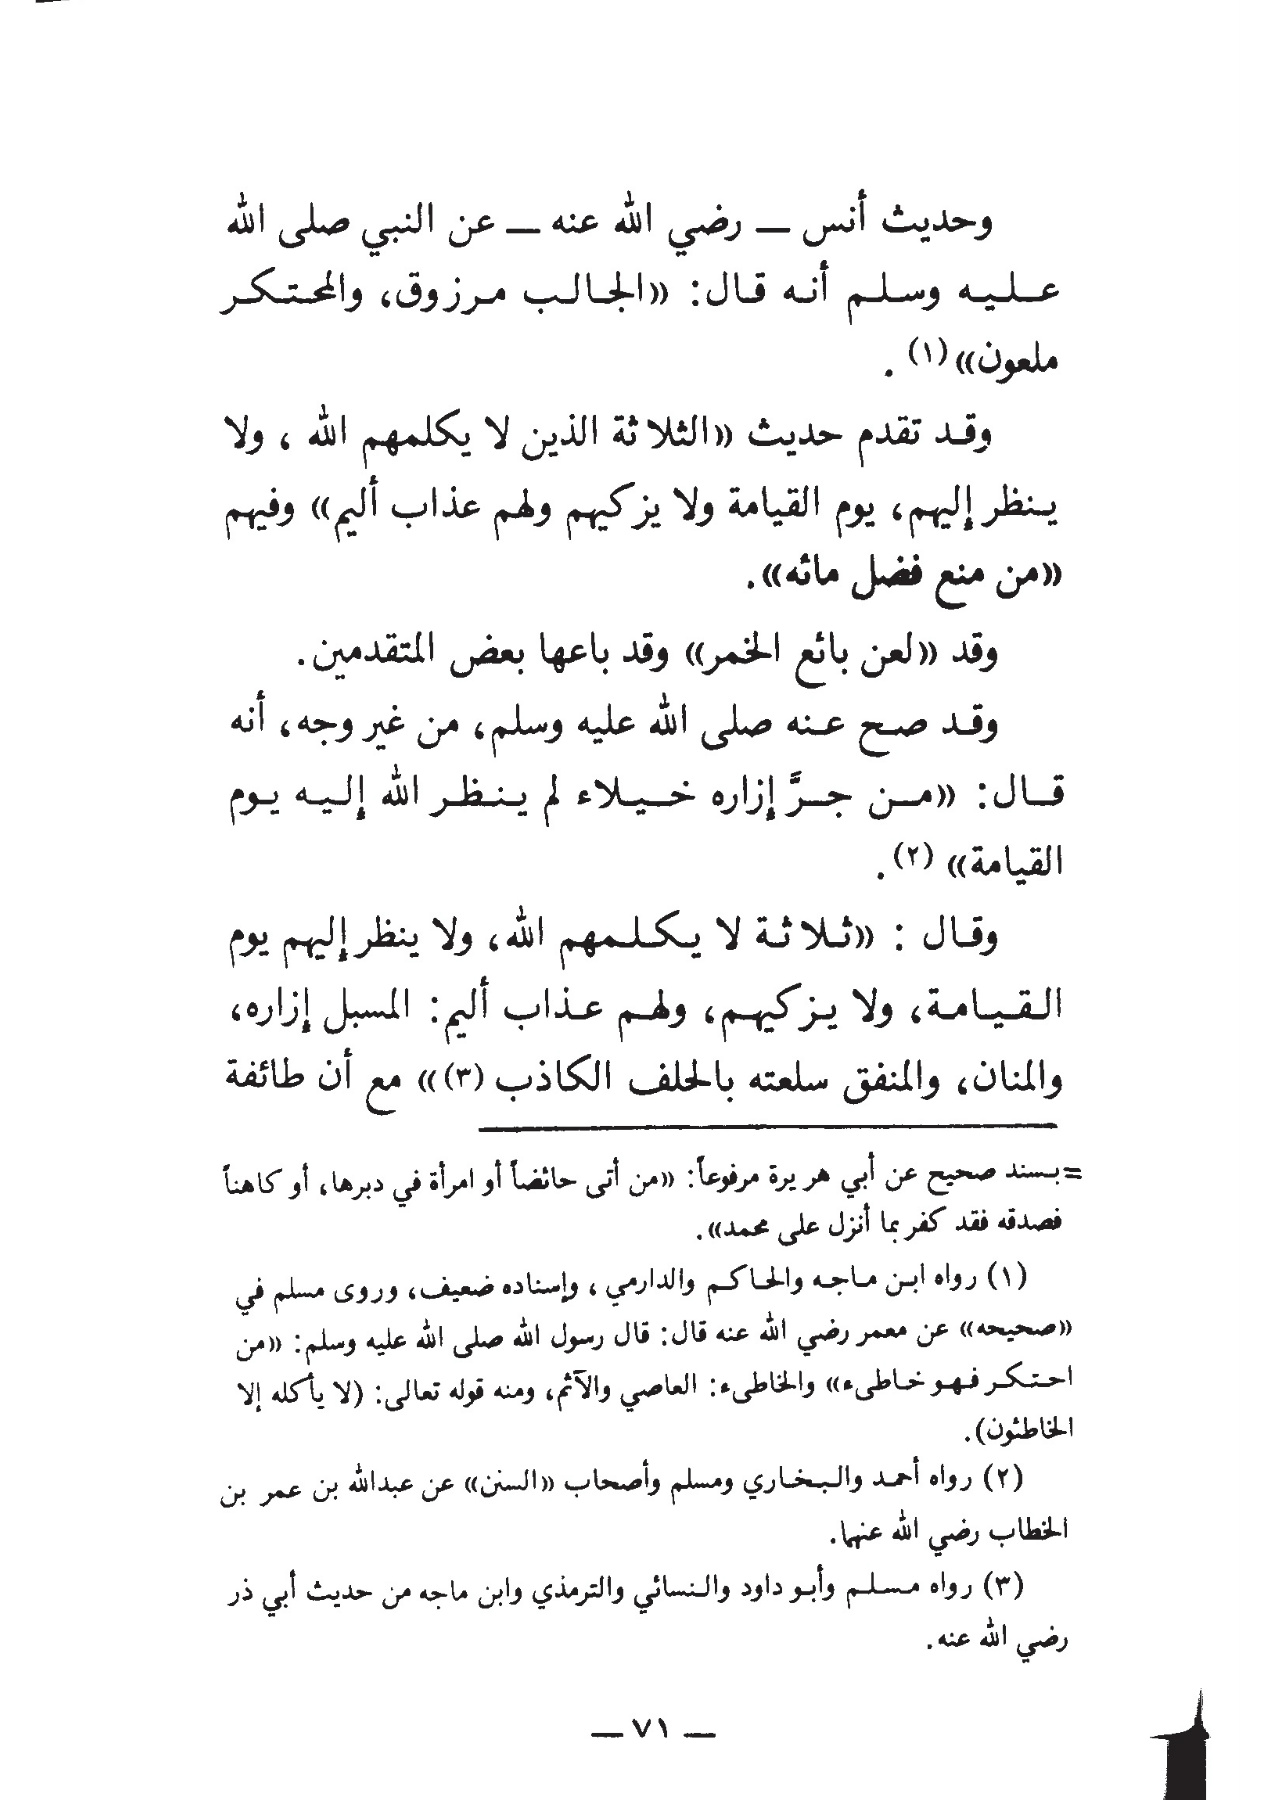 وحديث أنس — رضي الله عنه — عن النبي صلى الله
عليه وسلم أنه قال: «الجالب مرزوق، والمحتكر
ملعون»(١) .
وقد تقدم حديث «الثلاثة الذين لا يكلمهم الله ، ولا
ينظر إليهم، يوم القيامة ولا يزكيهم ولهم عذاب أليم» وفيهم
«من منع فضل مائه».
وقد «لعن بائع الخمر» وقد باعها بعض المتقدمين.
وقد صح عنه صلى الله عليه وسلم، من غير وجه، أنه
قال: «من جرَّ إزاره خيلاء لم ينظر الله إليه يوم
القيامة» (٢).
وقال : «ثلاثة لا يكلمهم الله، ولا ينظر إليهم يوم
القيامة، ولا يزكيهم، ولهم عذاب أليم: المسبل إزاره،
والمنان، والمنفق سلعته بالحلف الكاذب (٣)» مع أن طائفة
=بسند صحيح عن أبي هريرة مرفوعاً: «من أتى حائضاً أو امرأة في دبرها، أو كاهناً
فصدقه فقد كفر بما أنزل على محمد».
(١) رواه ابن ماجه والحاكم والدارمي ، وإسناده ضعيف، وروى مسلم في
«صحيحه» عن معمر رضي الله عنه قال: قال رسول الله صلى الله عليه وسلم: «من
احتكر فهو خاطىء» والخاطىء: العاصي والآثم، ومنه قوله تعالى: (لا يأكله إلا
الخاطئون).
(٢) رواه أحمد والبخاري ومسلم وأصحاب «السنن» عن عبدالله بن عمر بن
الخطاب رضي الله عنهما.
(٣) رواه مسلم وأبو داود والنسائي والترمذي وابن ماجه من حديث أبي ذر
رضي الله عنه.
— ٧١ —